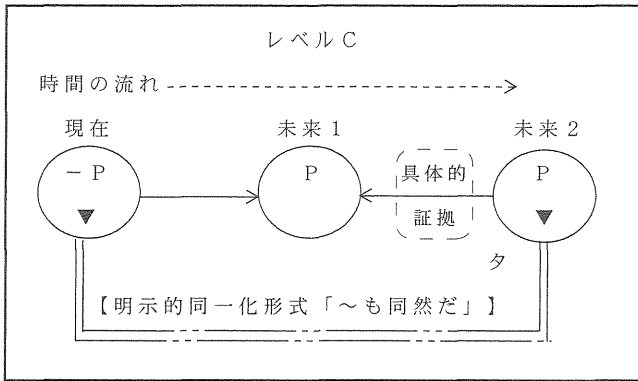 レベルC
時間の流れ
現在 未来1 未来2
－P P 具体的 P
証拠
タ
【明示的同一化形式「～も同然だ」】